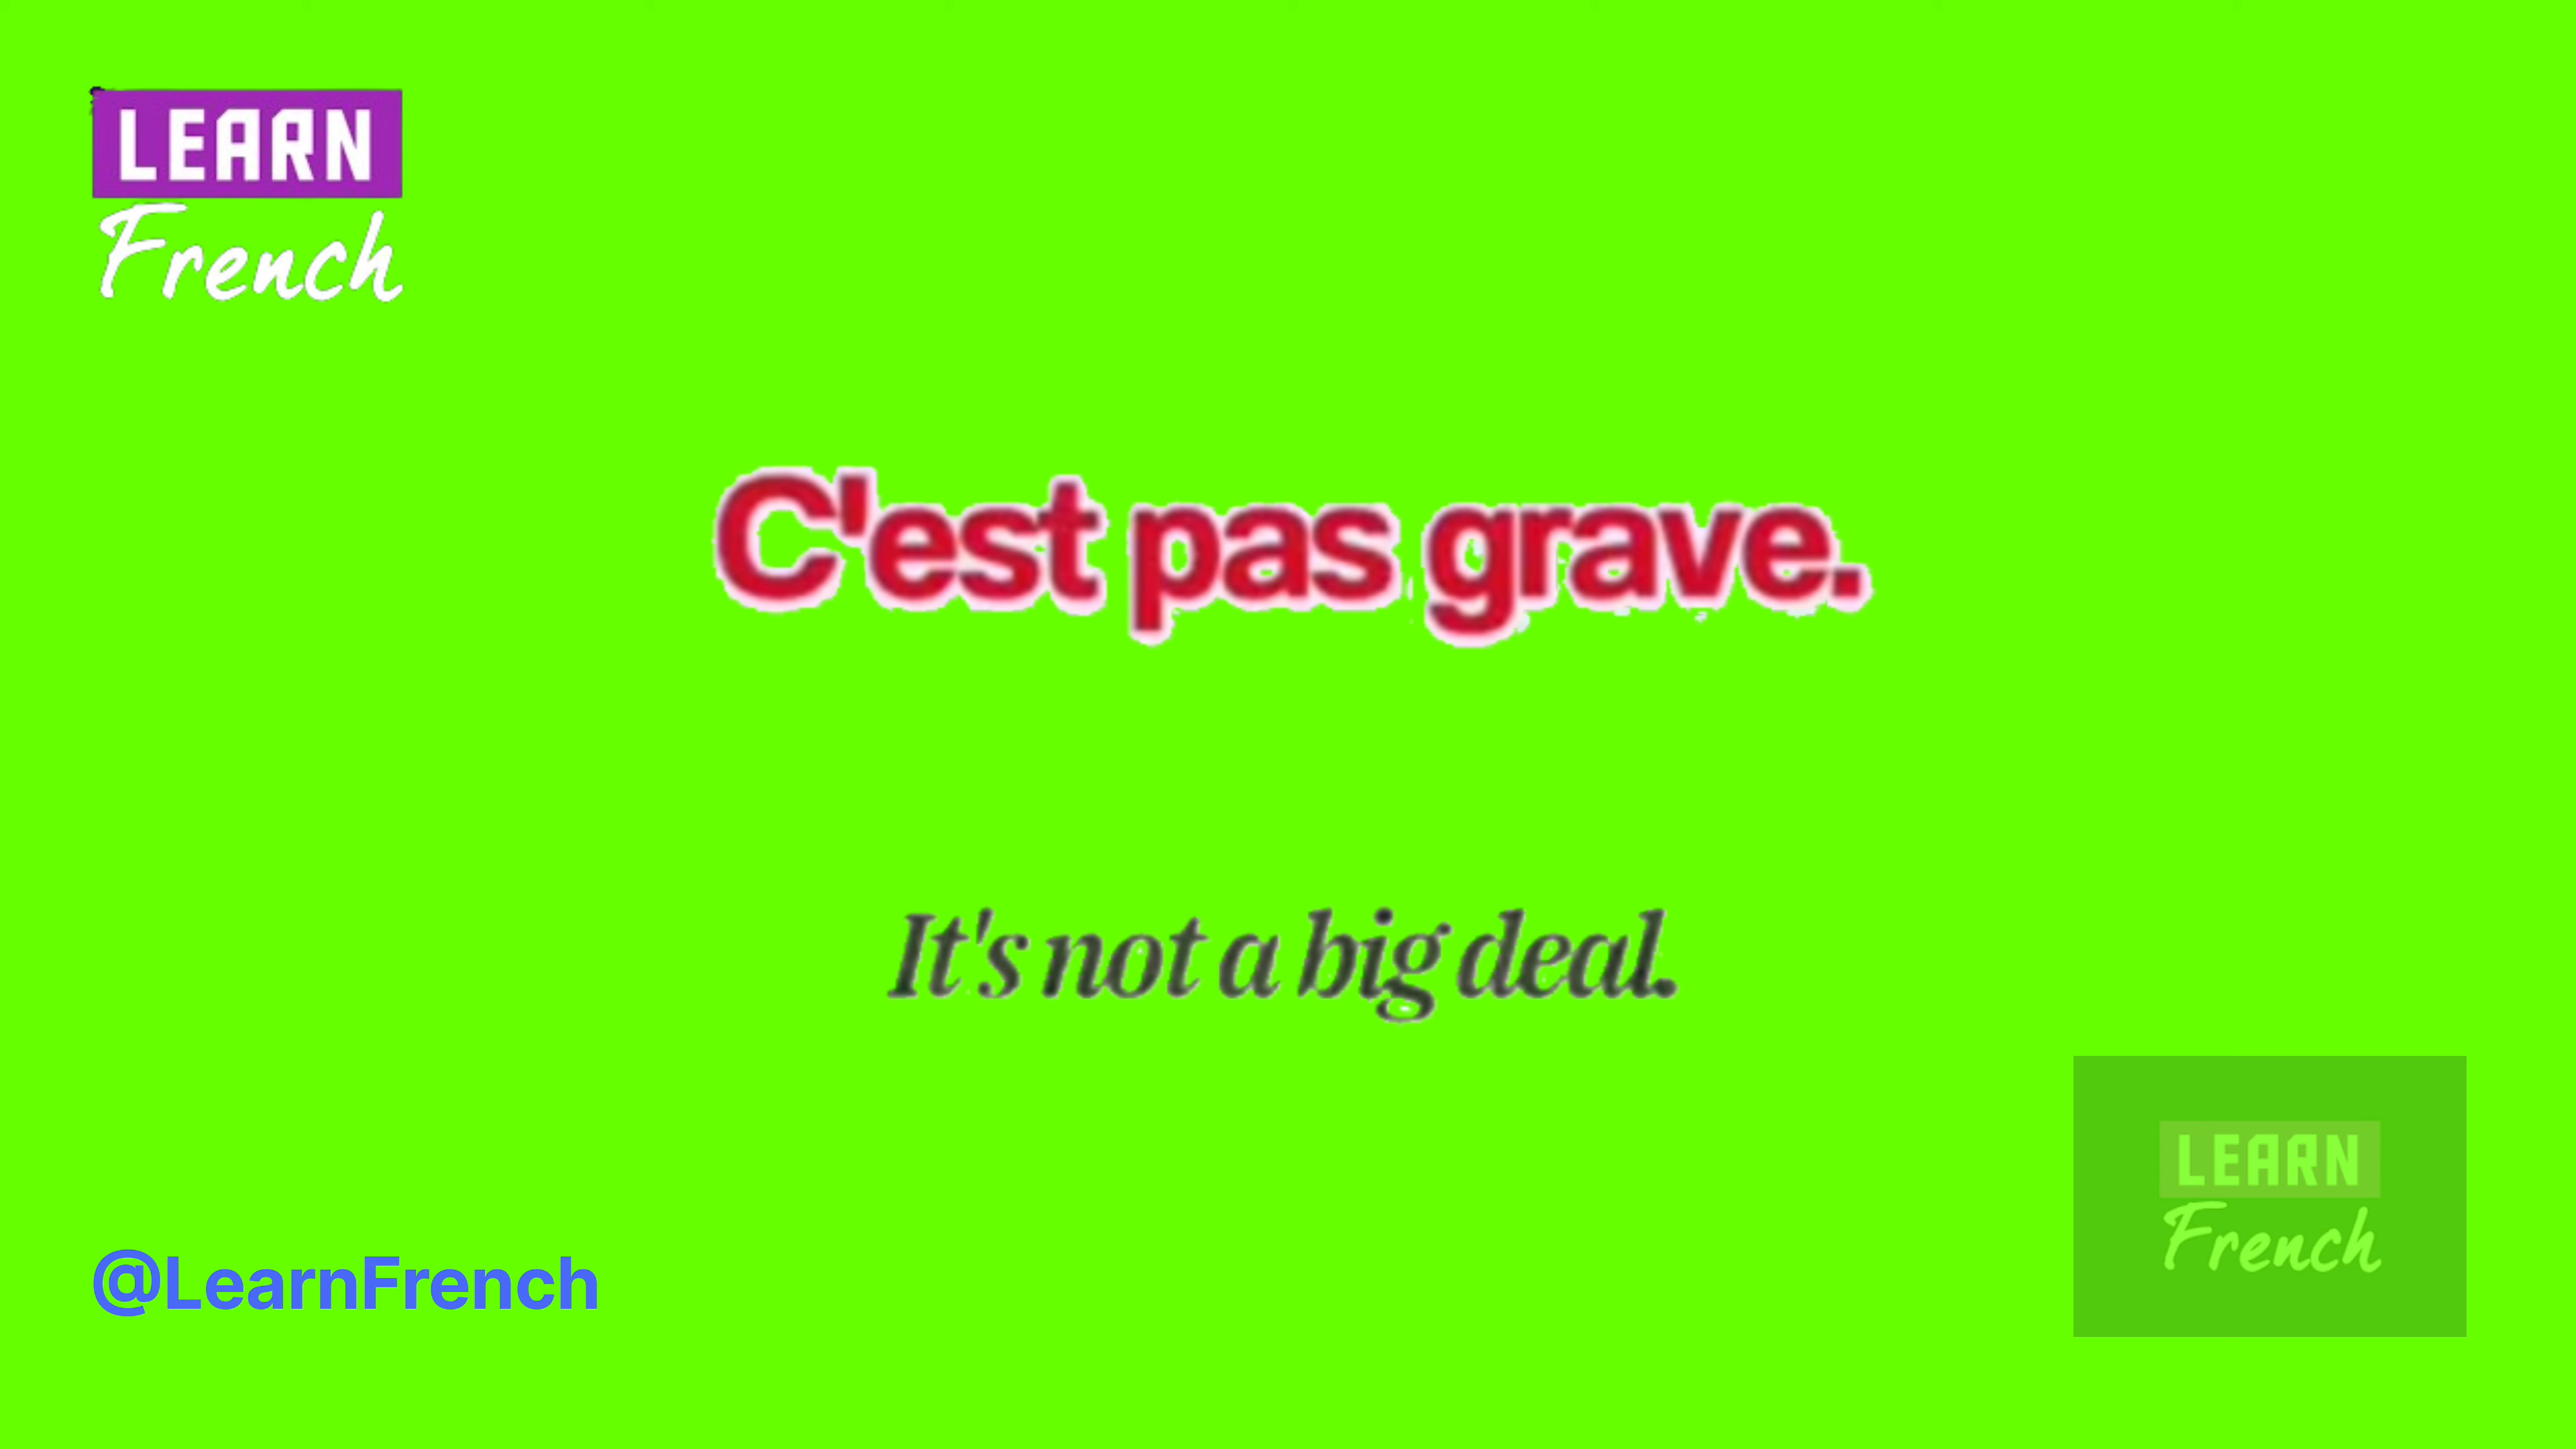 LEARN
French
C'est pas grave.
It's not a big deal.
LEARN
French
@LearnFrench